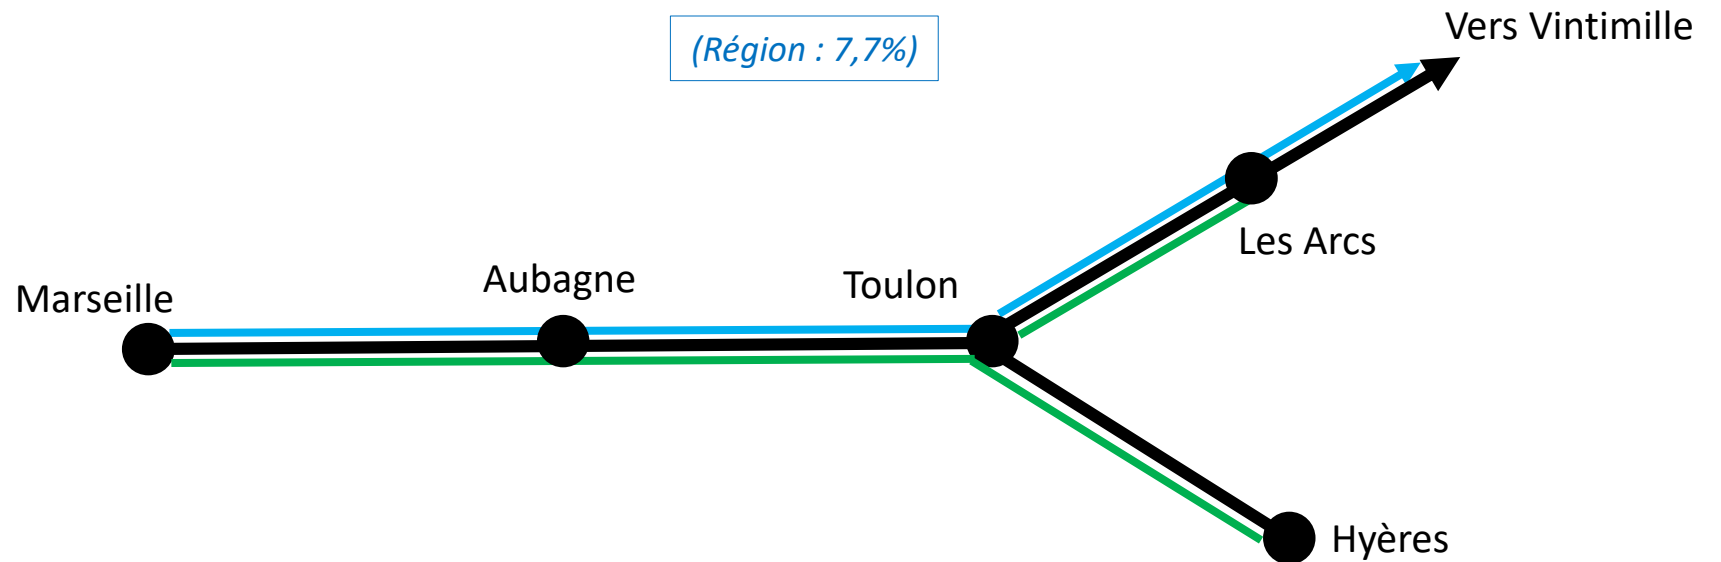 Vers Vintimille
(Région : 7,7%)
Les Arcs
Aubagne
Toulon
Marseille
Hyères